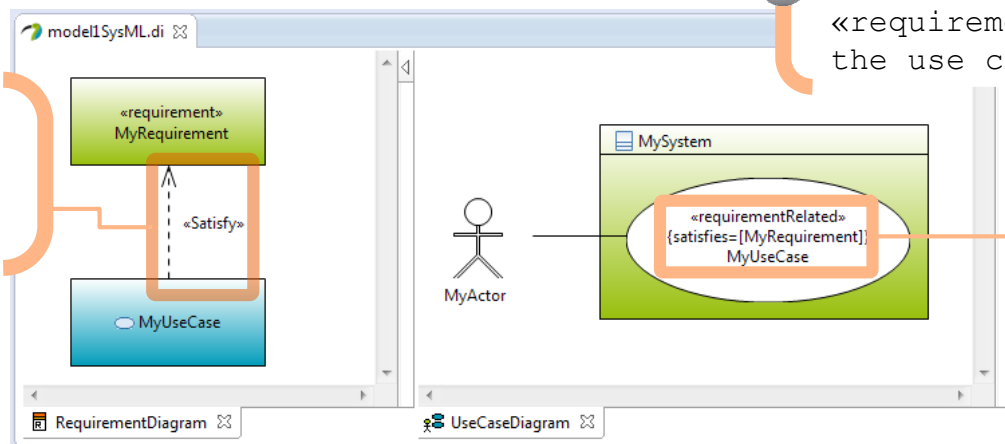 model1SysML.di
«requirem
the use c
«requirement»
MyRequirement
«Satisfy»
MyUseCase
MySystem
«requirementRelated»
{satisfies=[MyRequirement]}
MyUseCase
MyActor
RequirementDiagram
UseCaseDiagram